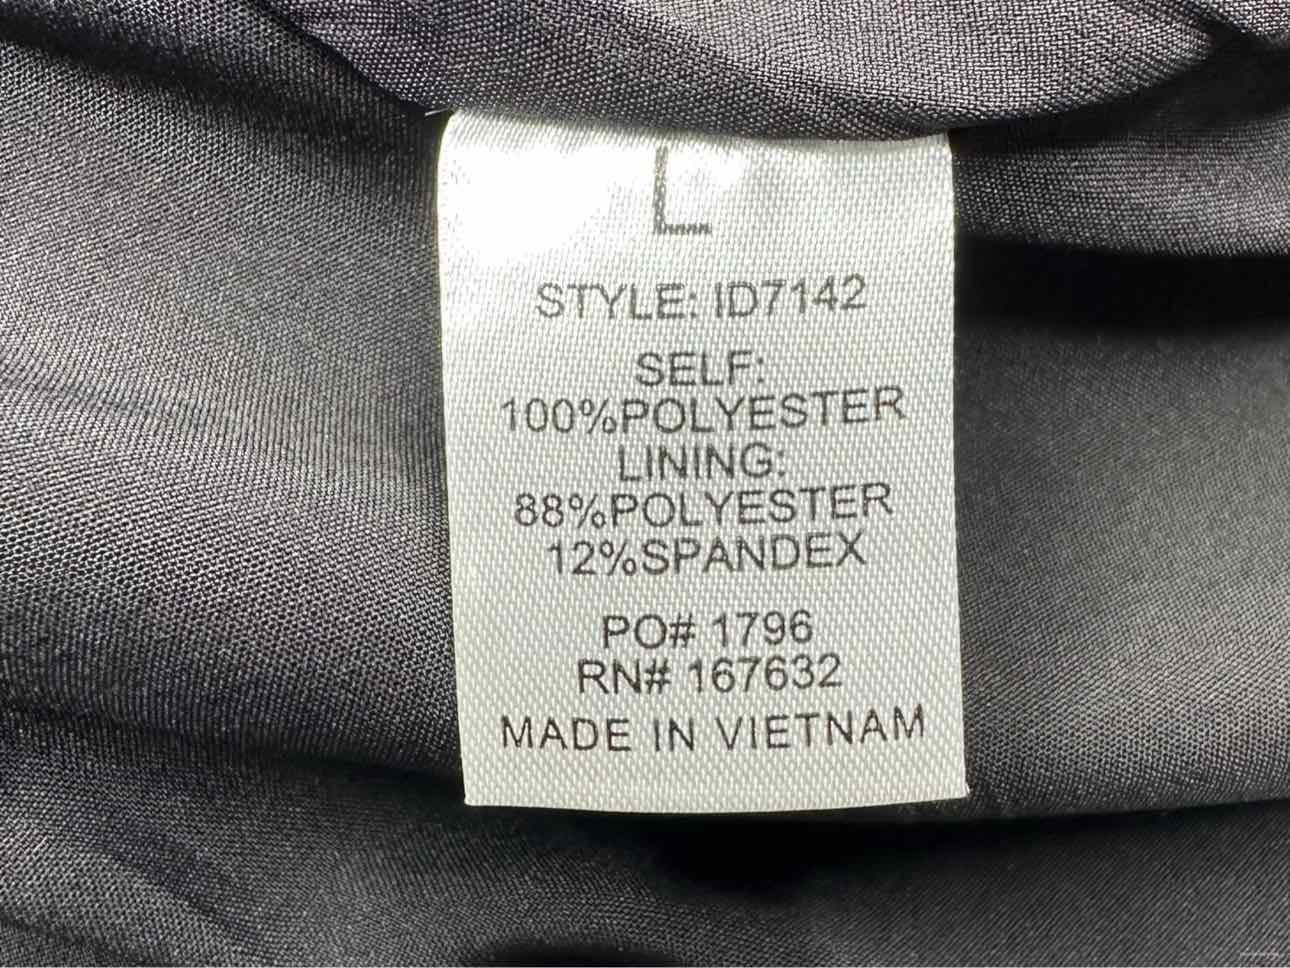 L
STYLE: ID7142
SELF:
100%POLYESTER
LINING:
88%POLYESTER
12%SPANDEX
PO# 1796
RN# 167632
MADE IN VIETNAM